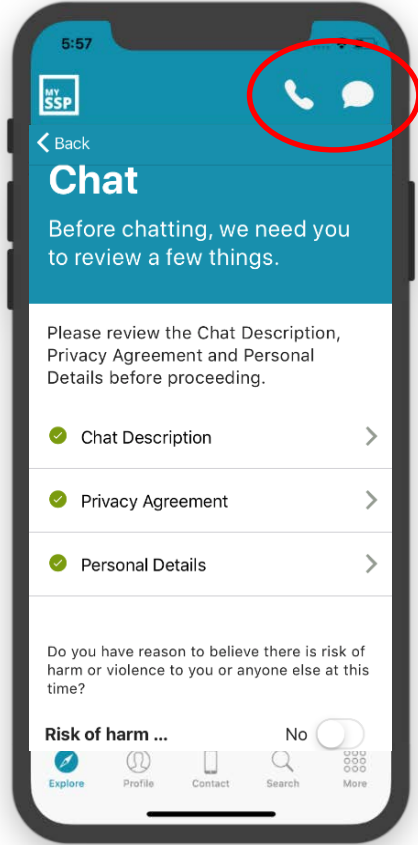 5:57
MY
SSP
Back
Chat
Before chatting, we need you
to review a few things.
Please review the Chat Description,
Privacy Agreement and Personal
Details before proceeding.
Chat Description
Privacy Agreement
Personal Details
Do you have reason to believe there is risk of
harm or violence to you or anyone else at this
time?
Risk of harm ... No
Explore Profile Contact Search More